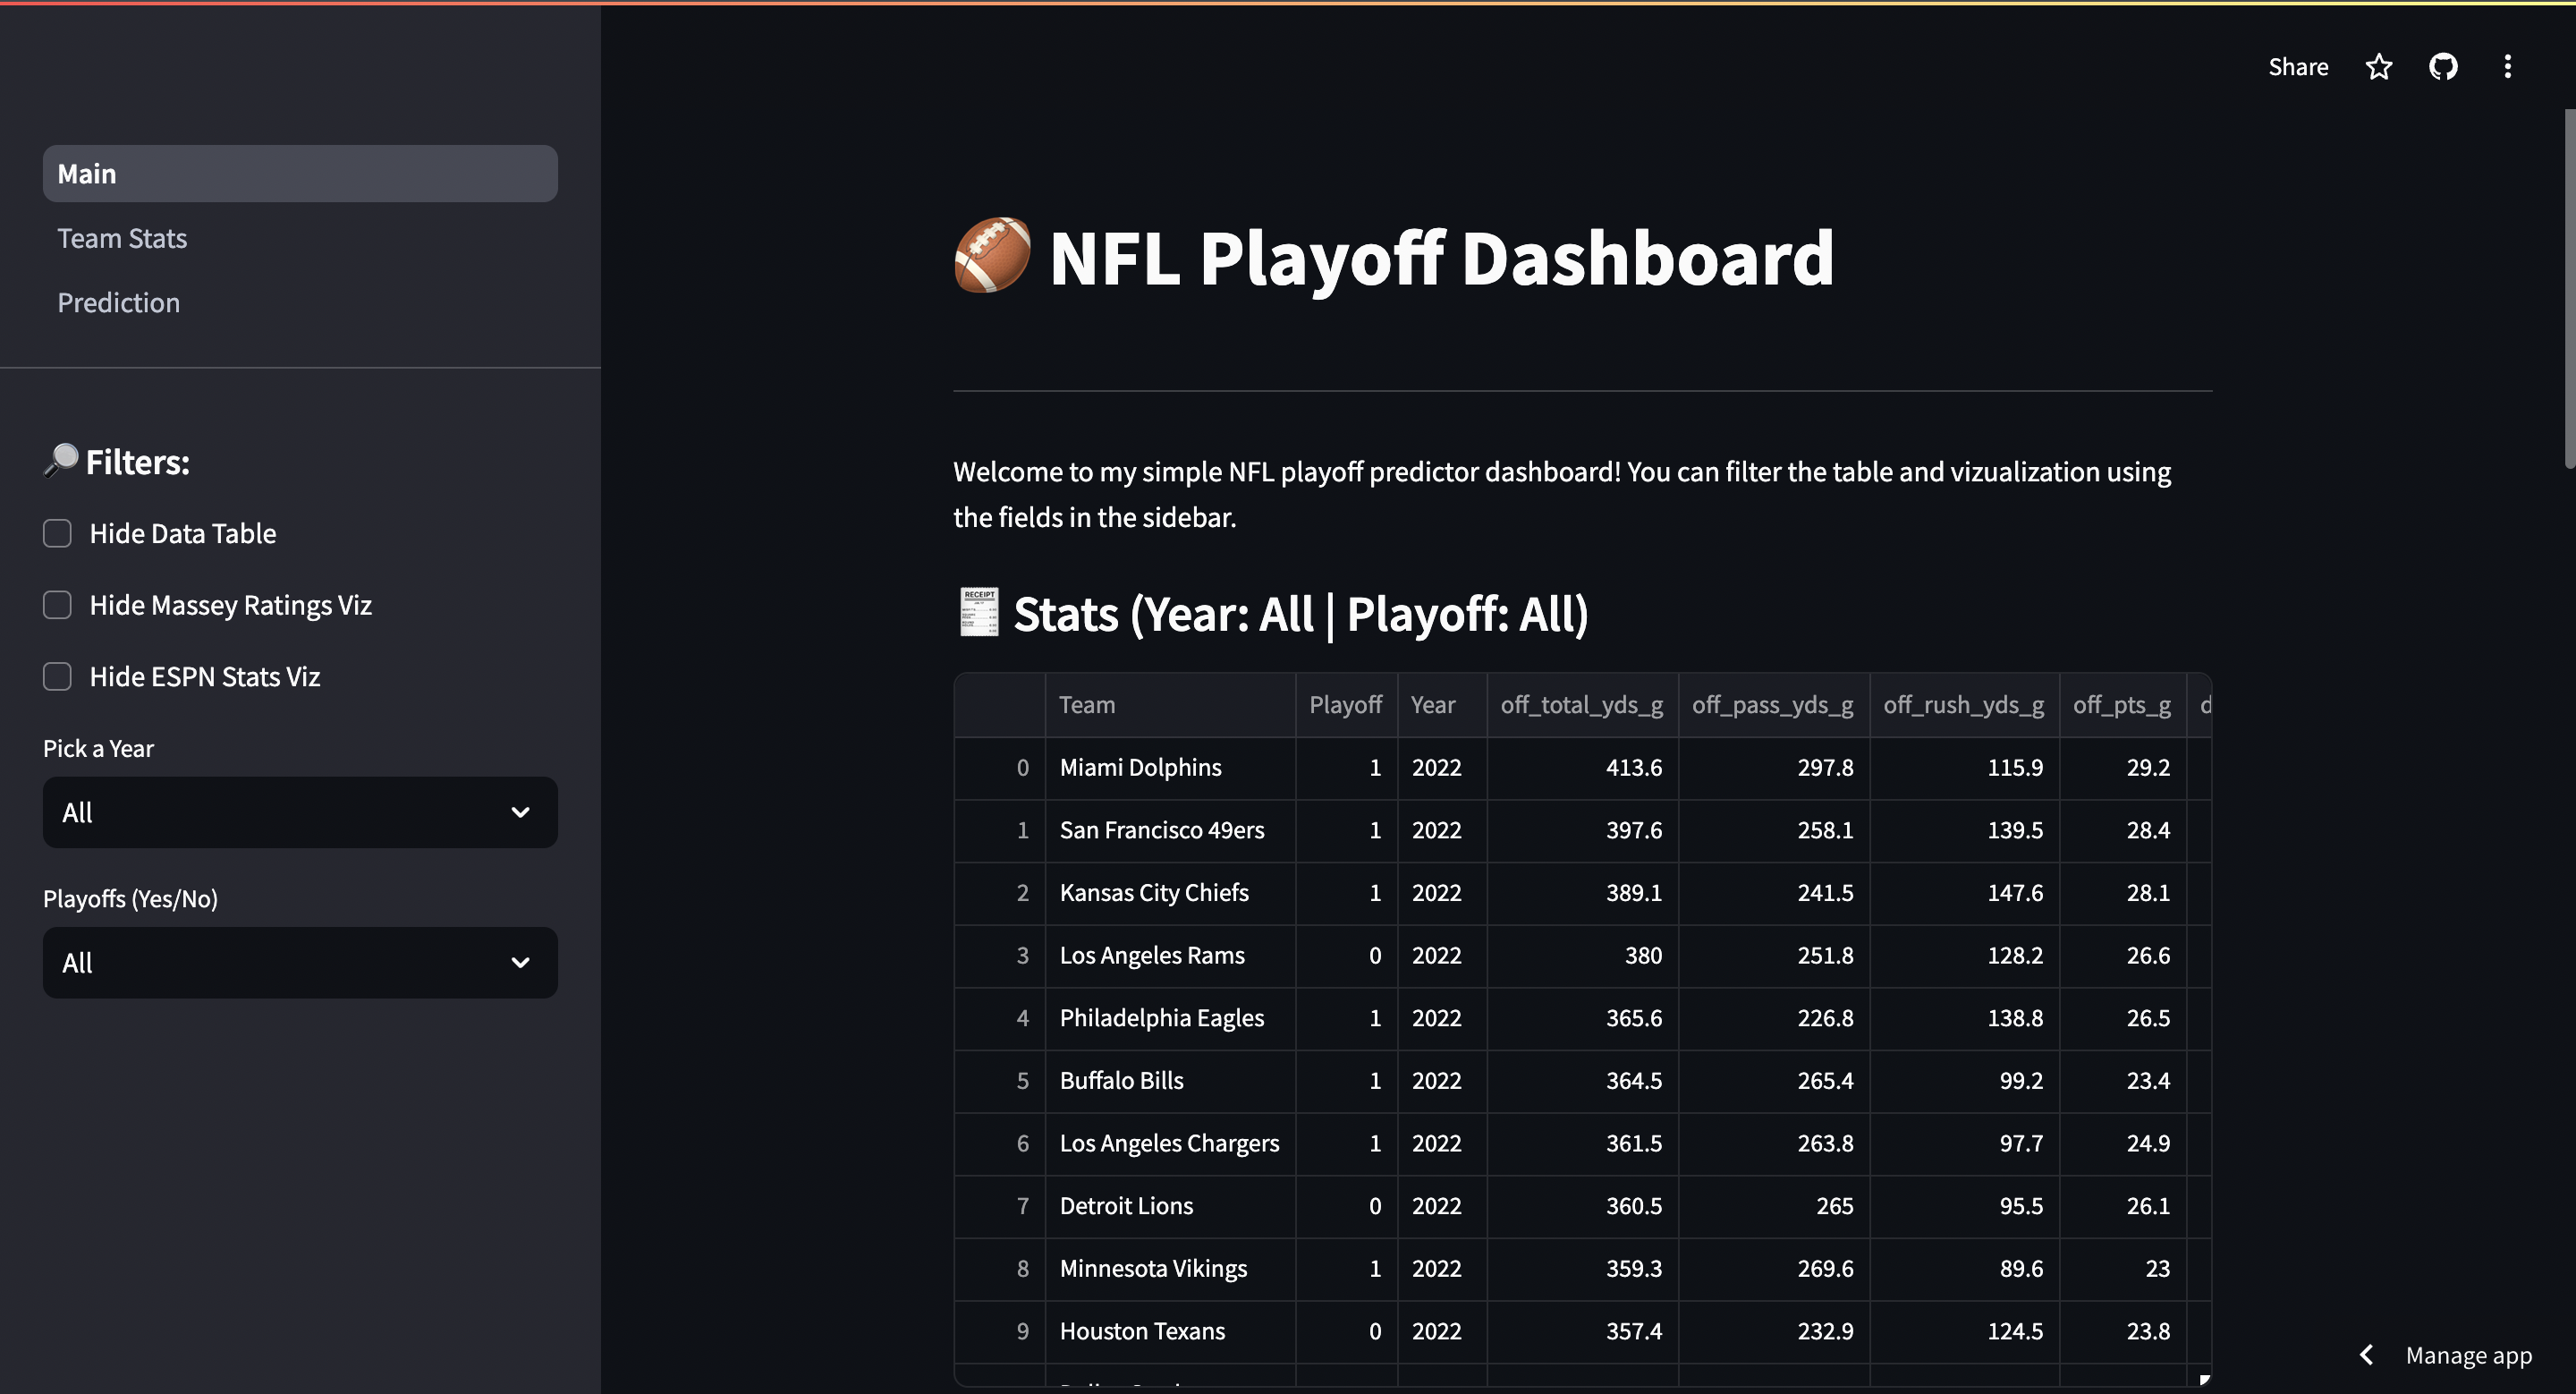 Share
Main
Team Stats
Prediction
Filters:
Hide Data Table
Hide Massey Ratings Viz
Hide ESPN Stats Viz
Pick a Year
All
Playoffs (Yes/No)
All
NFL Playoff Dashboard
Welcome to my simple NFL playoff predictor dashboard! You can filter the table and vizualization using
the fields in the sidebar.
RECEIPT
Stats (Year: All | Playoff: All)
Team Playoff Year off_total_yds_g off_pass_yds_g off_rush_yds_g off_pts_g
0 Miami Dolphins 1 2022 413.6 297.8 115.9 29.2
1 San Francisco 49ers 1 2022 397.6 258.1 139.5 28.4
2 Kansas City Chiefs 1 2022 389.1 241.5 147.6 28.1
3 Los Angeles Rams 0 2022 380 251.8 128.2 26.6
4 Philadelphia Eagles 1 2022 365.6 226.8 138.8 26.5
5 Buffalo Bills 1 2022 364.5 265.4 99.2 23.4
6 Los Angeles Chargers 1 2022 361.5 263.8 97.7 24.9
7 Detroit Lions 0 2022 360.5 265 95.5 26.1
8 Minnesota Vikings 1 2022 359.3 269.6 89.6 23
9 Houston Texans 0 2022 357.4 232.9 124.5 23.8
Manage app